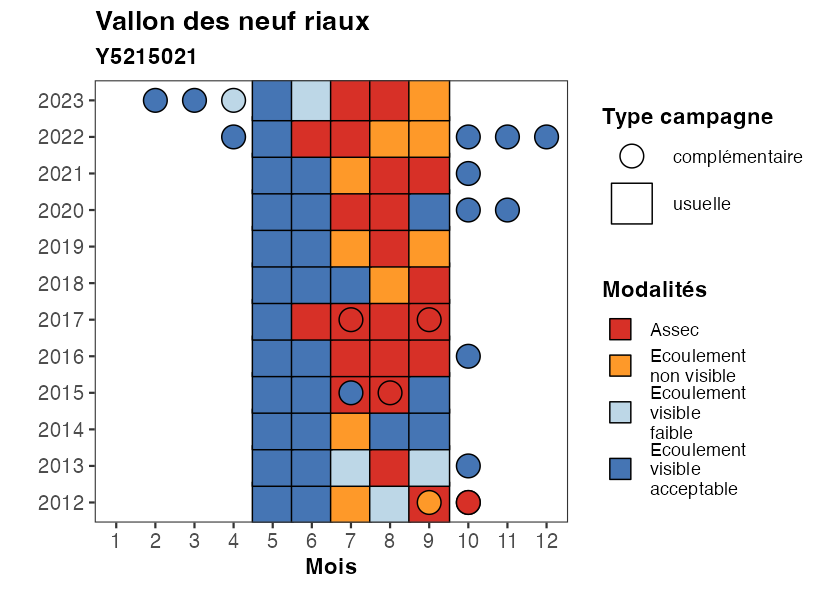 Vallon des neuf riaux
Y5215021
2023
2022
2021
2020
2019
2018
2017
2016
2015
2014
2013
2012
1 2 3 4 5 6 7 8 9 10 11 12
Mois
Type campagne
complémentaire
usuelle
Modalités
Assec
Ecoulement
non visible
Ecoulement
visible
faible
Ecoulement
visible
acceptable